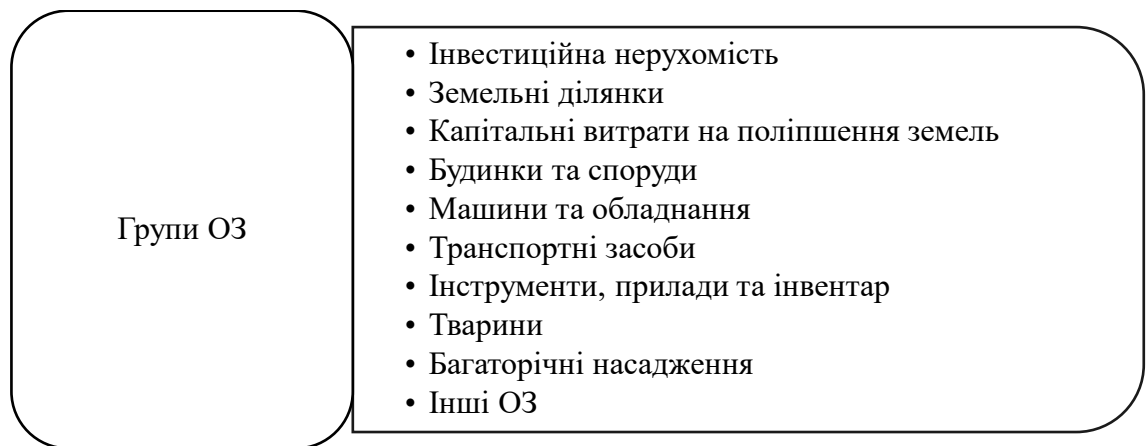 Групи ОЗ
• Інвестиційна нерухомість
• Земельні ділянки
• Капітальні витрати на поліпшення земель
• Будинки та споруди
• Машини та обладнання
• Транспортні засоби
• Інструменти, прилади та інвентар
• Тварини
• Багаторічні насадження
• Інші ОЗ